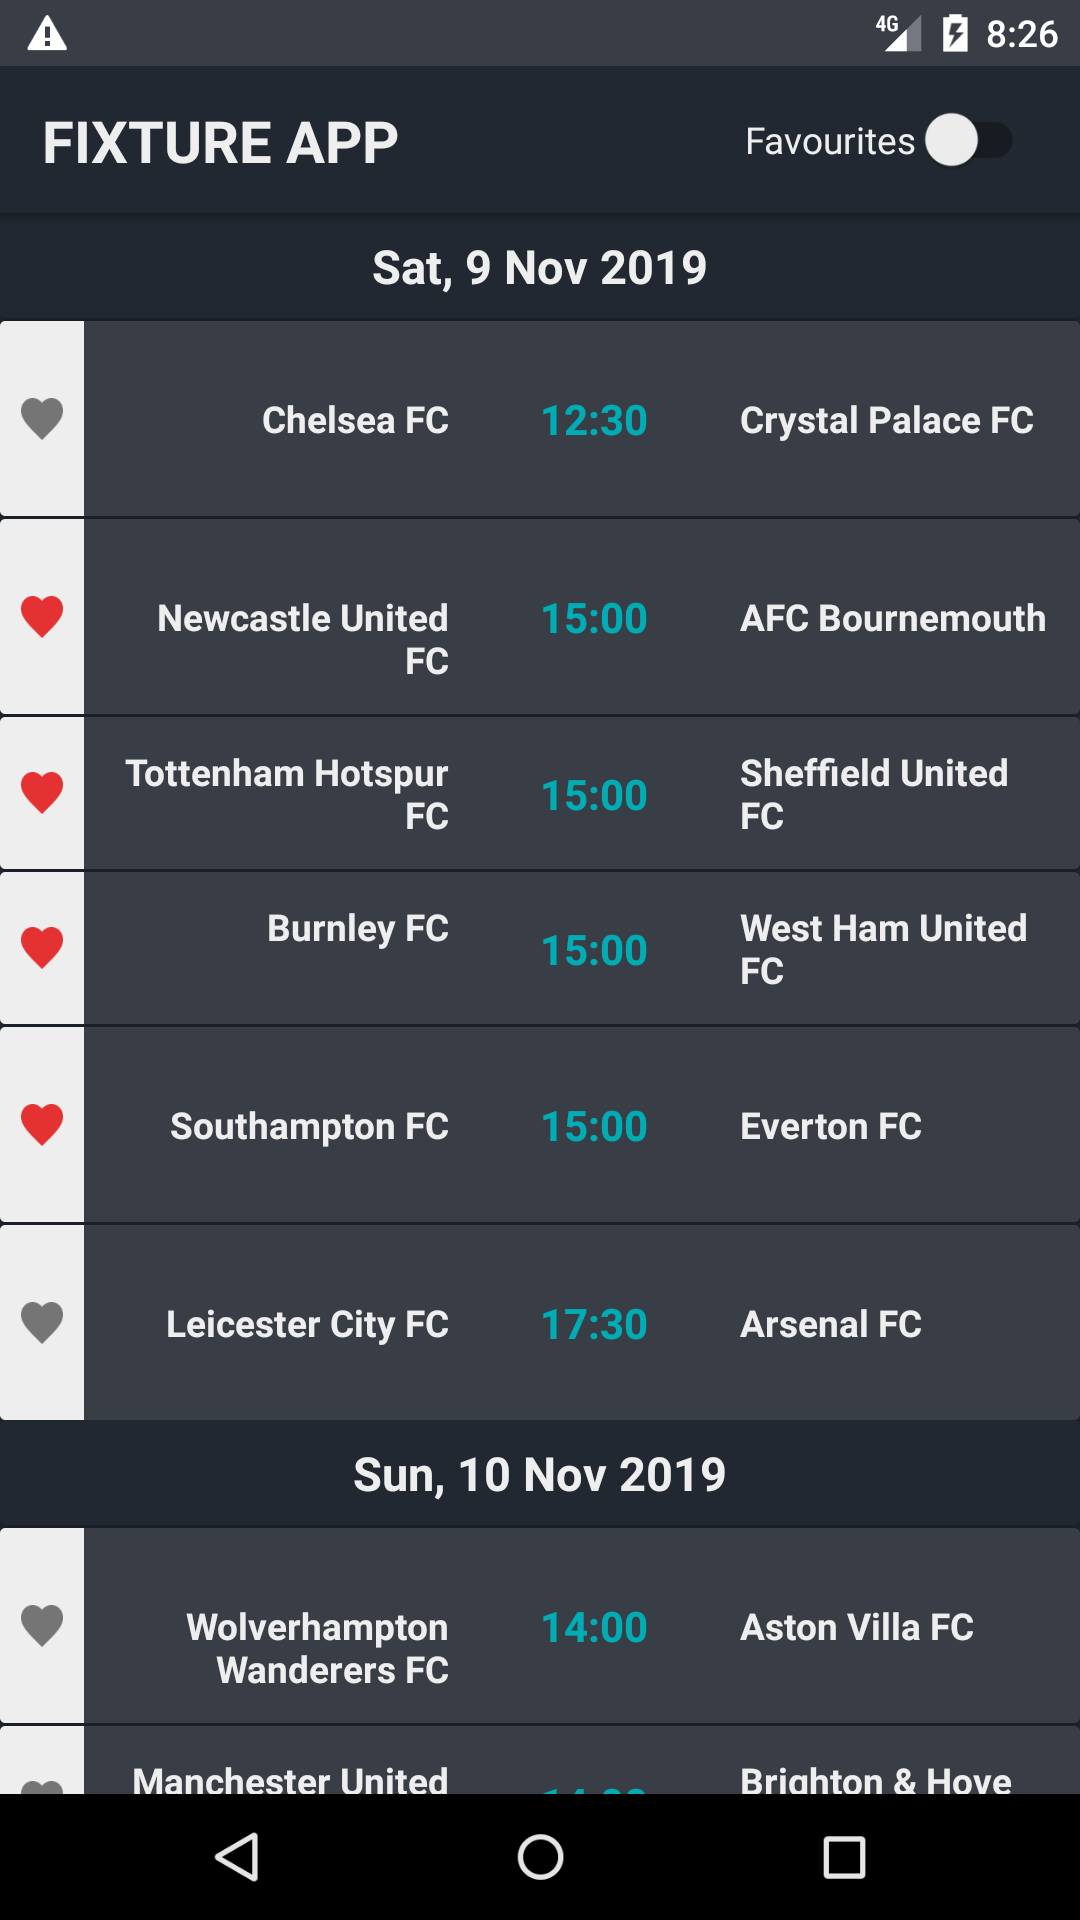 4G 8:26
FIXTURE APP Favourites
Sat, 9 Nov 2019
Chelsea FC 12:30 Crystal Palace FC
Newcastle United 15:00 AFC Bournemouth
FC
Tottenham Hotspur 15:00 Sheffield United
FC FC
Burnley FC 15:00 West Ham United
FC
Southampton FC 15:00 Everton FC
Leicester City FC 17:30 Arsenal FC
Sun, 10 Nov 2019
Wolverhampton 14:00 Aston Villa FC
Wanderers FC
Manchester United Brighton & Hove